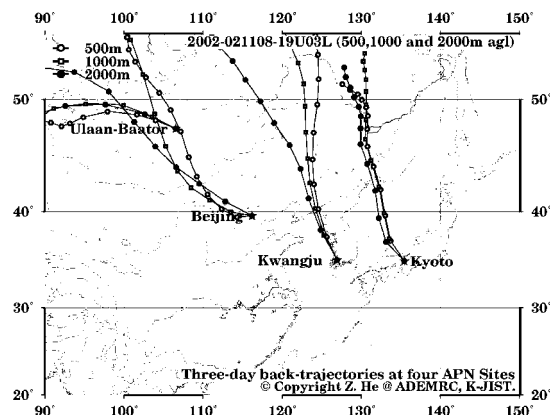 90° 100° 110° 120° 130° 140° 150°
2002-021108-19U03L (500,1000 and 2000m agl)
500m
1000m
2000m
50° 50°
Ulaan-Baator
40° 40°
Beijing
Kwangju Kyoto
30° 30°
Three-day back-trajectories at four APN Sites
© Copyright Z. He @ ADEMRC, K-JIST.
20° 20°
90° 100° 110° 120° 130° 140° 150°